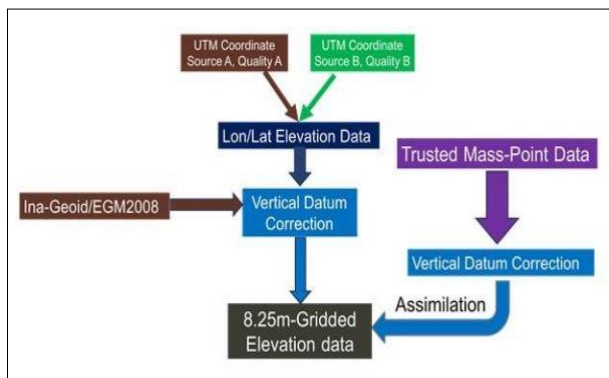 UTM Coordinate
Source A, Quality A
UTM Coordinate
Source B, Quality B
Lon/Lat Elevation Data
Trusted Mass-Point Data
Ina-Geoid/EGM2008
Vertical Datum
Correction
Vertical Datum Correction
Assimilation
8.25m-Gridded
Elevation data